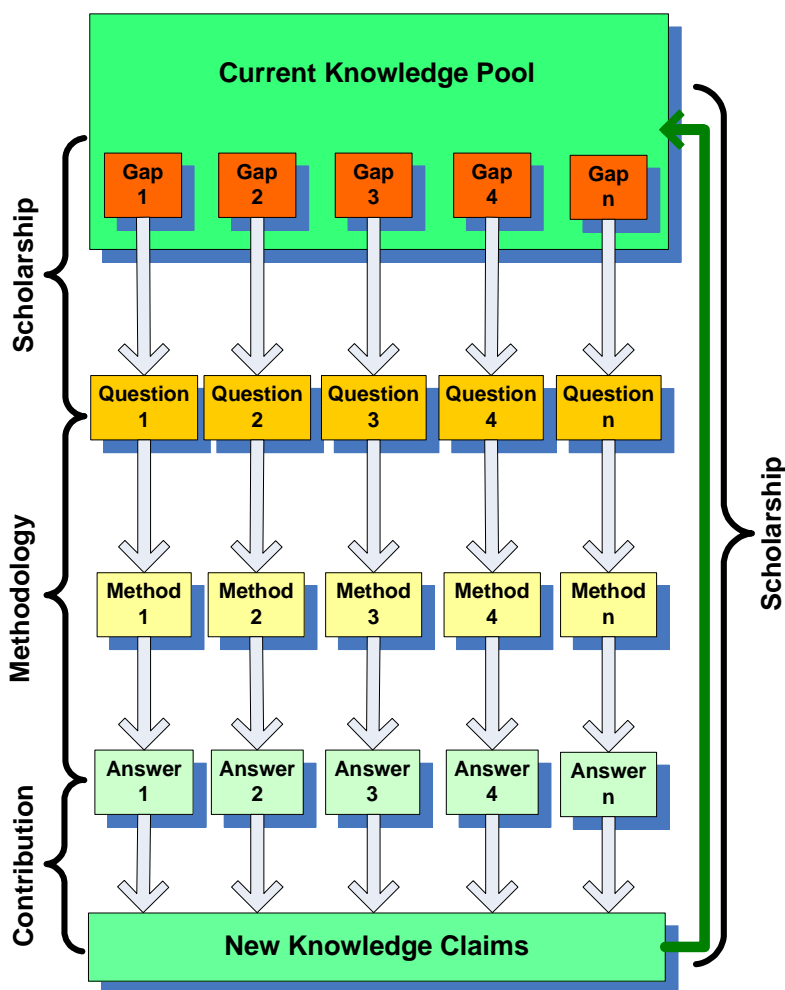 Current Knowledge Pool
Gap
1
Gap
2
Gap
3
Gap
4
Gap
n
Scholarship
Question
1
Question
2
Question
3
Question
4
Question
n
Methodology
Method
1
Method
2
Method
3
Method
4
Method
n
Answer
1
Answer
2
Answer
3
Answer
4
Answer
n
Contribution
New Knowledge Claims
Scholarship